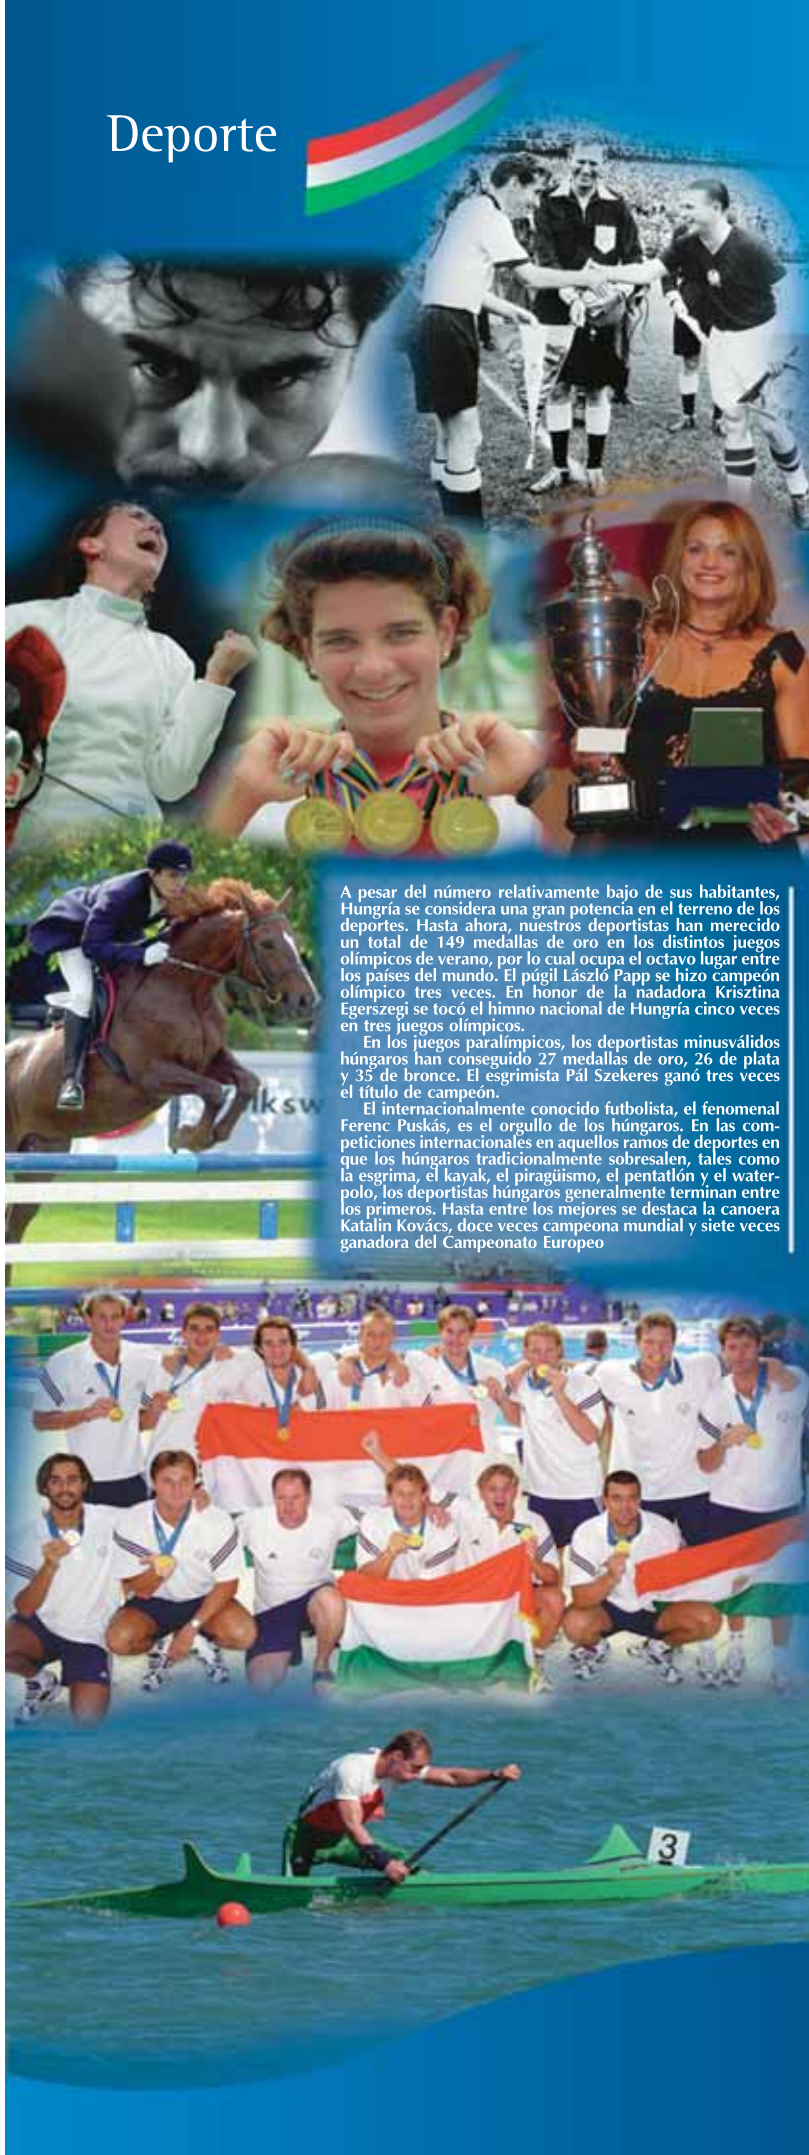 Deporte
A pesar del número relativamente bajo de sus habitantes,
Hungría se considera una gran potencia en el terreno de los
deportes. Hasta ahora, nuestros deportistas han merecido
un total de 149 medallas de oro en los distintos juegos
olímpicos de verano, por lo cual ocupa el octavo lugar entre
los países del mundo. El púgil László Papp se hizo campeón
olímpico tres veces. En honor de la nadadora Krisztina
Egerszegi se tocó el himno nacional de Hungría cinco veces
en tres juegos olímpicos.
En los juegos paralímpicos, los deportistas minusválidos
húngaros han conseguido 27 medallas de oro, 26 de plata
y 35 de bronce. El esgrimista Pál Szekeres ganó tres veces
el título de campeón.
El internacionalmente conocido futbolista, el fenomenal
Ferenc Puskás, es el orgullo de los húngaros. En las com-
peticiones internacionales en aquellos ramos de deportes en
que los húngaros tradicionalmente sobresalen, tales como
la esgrima, el kayak, el piragüismo, el pentatlón y el water-
polo, los deportistas húngaros generalmente terminan entre
los primeros. Hasta entre los mejores se destaca la canoera
Katalin Kovács, doce veces campeona mundial y siete veces
ganadora del Campeonato Europeo
lksw
3